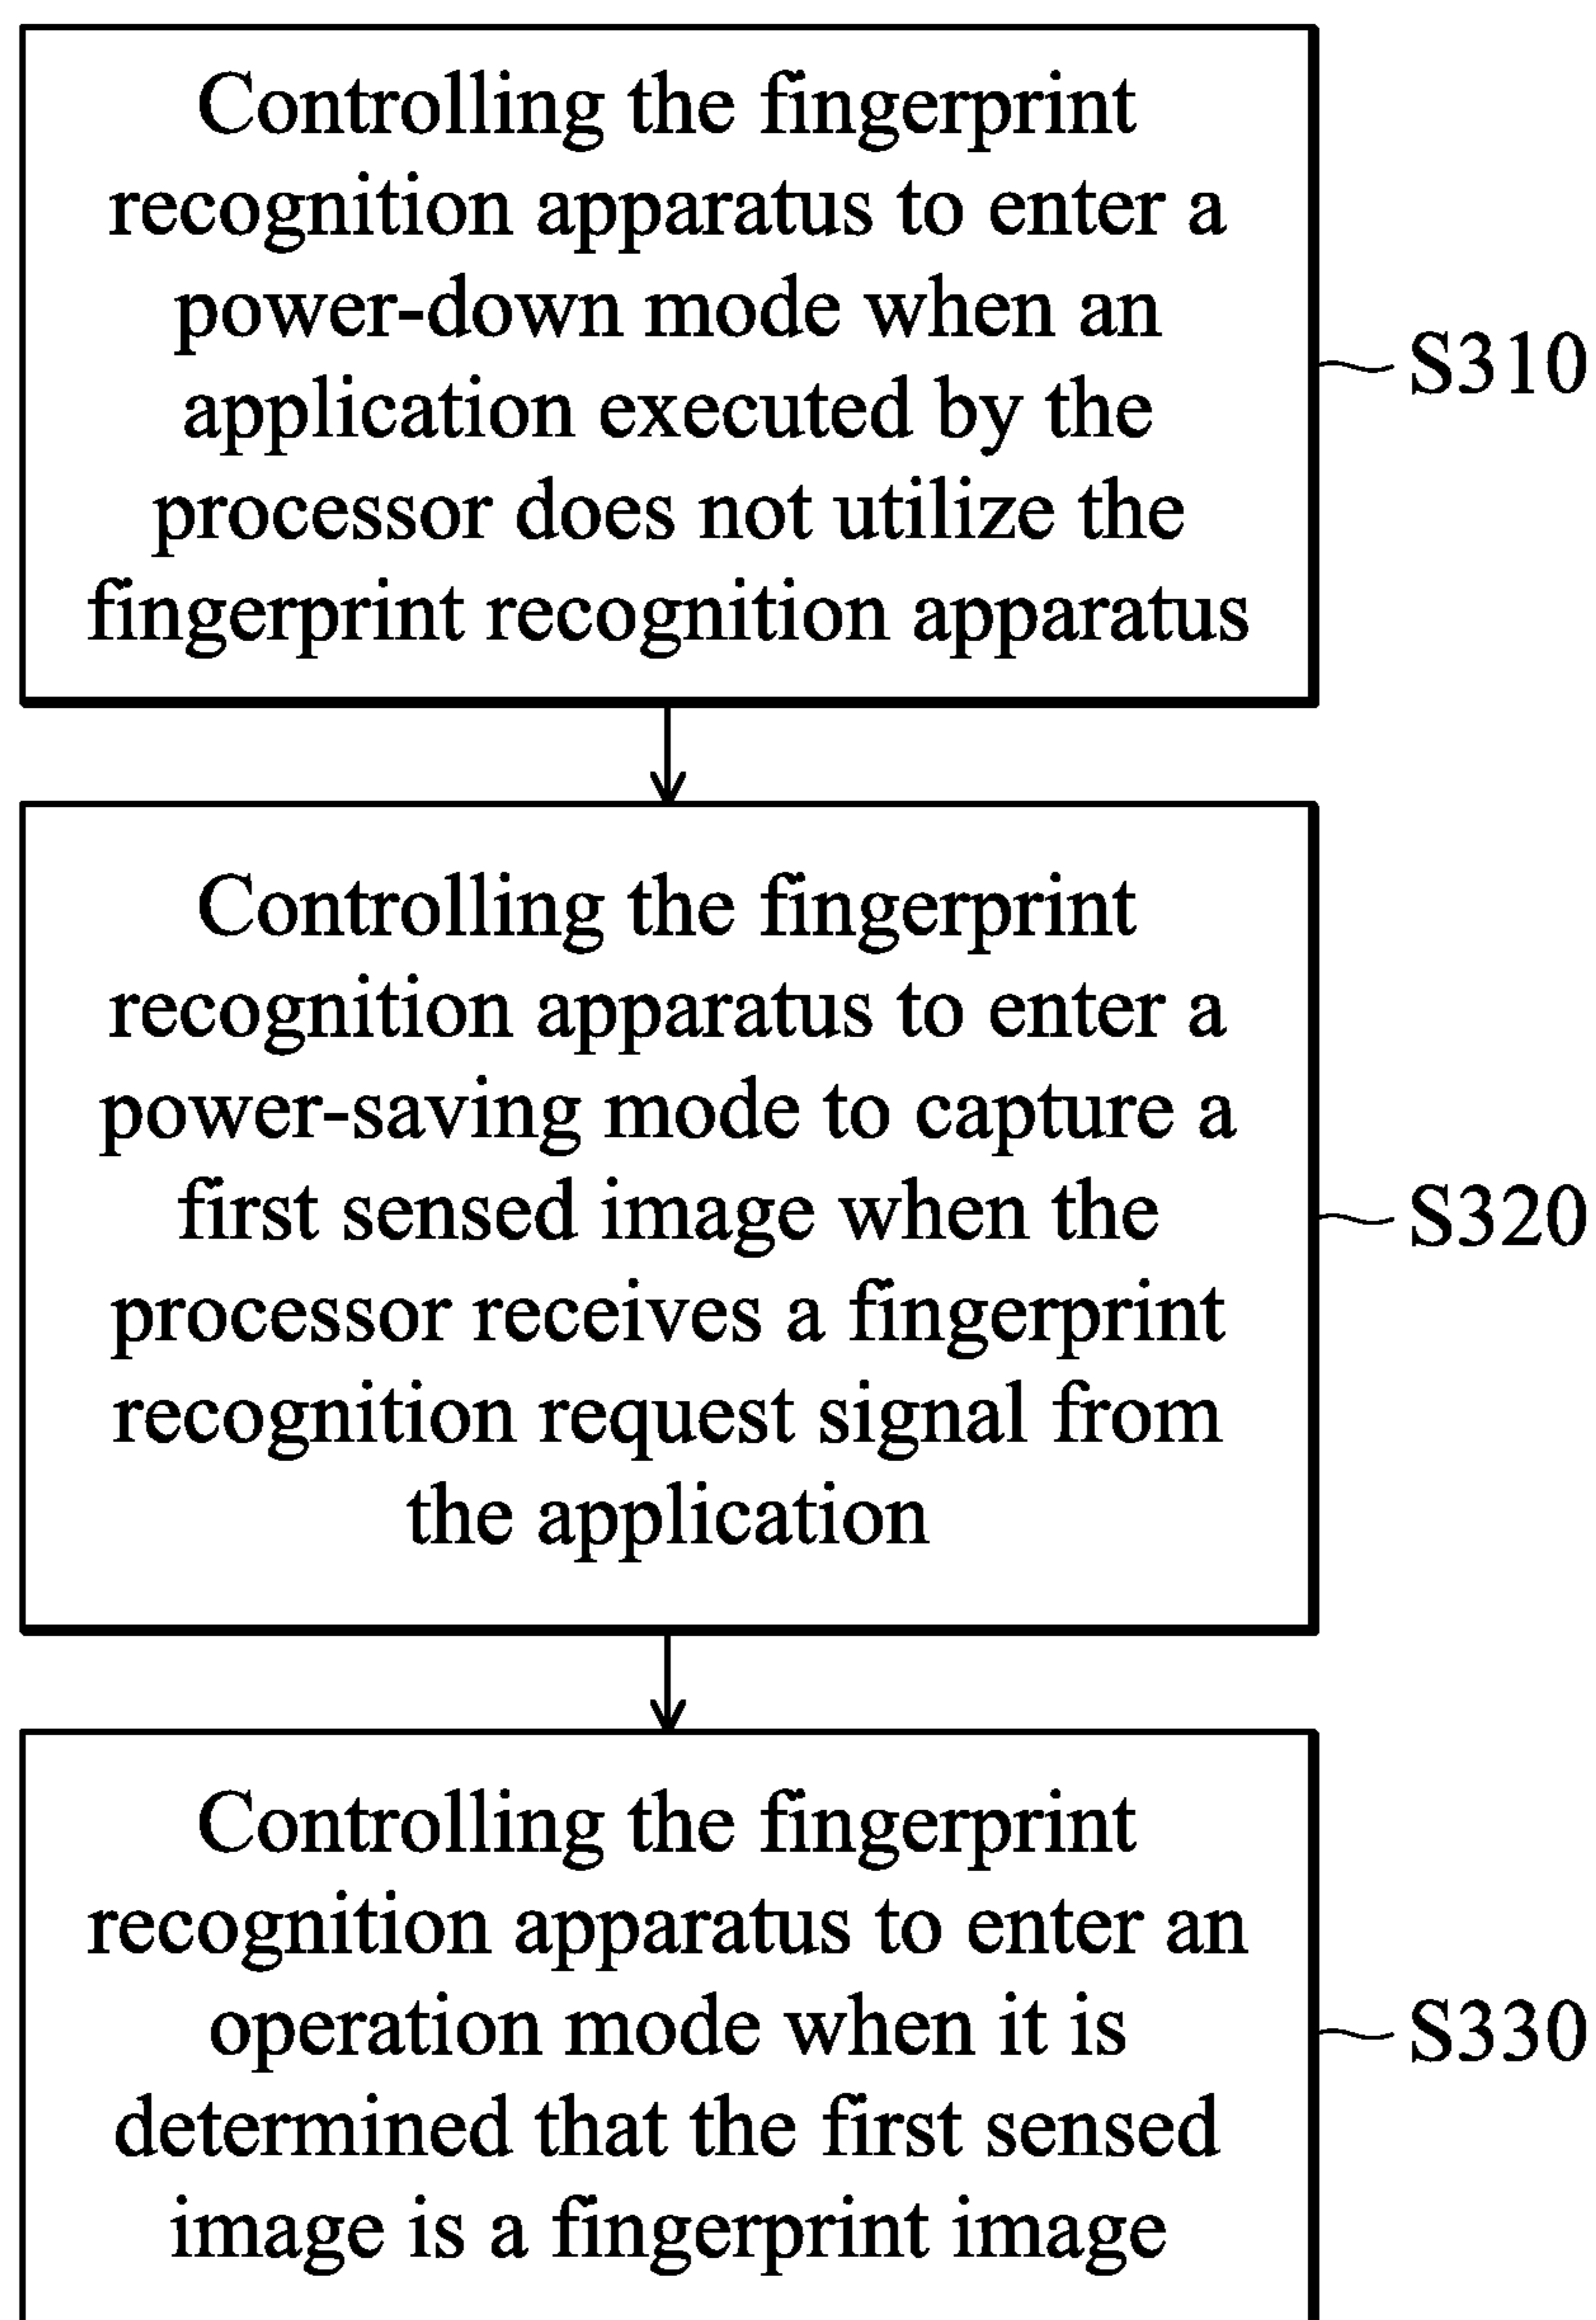 Controlling the fingerprint
recognition apparatus to enter a
power-down mode when an
application executed by the
processor does not utilize the
fingerprint recognition apparatus
S310
Controlling the fingerprint
recognition apparatus to enter a
power-saving mode to capture a
first sensed image when the
processor receives a fingerprint
recognition request signal from
the application
S320
Controlling the fingerprint
recognition apparatus to enter an
operation mode when it is
determined that the first sensed
image is a fingerprint image
S330